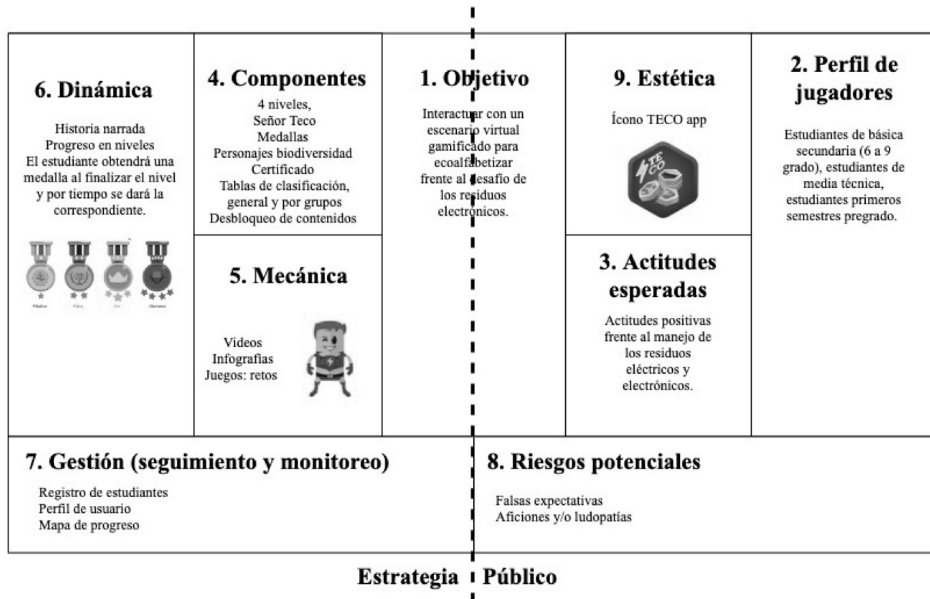 6. Dinámica
Historia narrada
Progreso en niveles
El estudiante obtendrá una
medalla al finalizar el nivel
y por tiempo se dará la
correspondiente.
4. Componentes
4 niveles,
Señor Teco
Medallas
Personajes biodiversidad
Certificado
Tablas de clasificación,
general y por grupos
Desbloqueo de contenidos
5. Mecánica
Videos
Infografías
Juegos: retos
1. Objetivo
Interactuar con un
escenario virtual
gamificado para
ecoalfabetizar
frente al desafío de
los residuos
electrónicos.
9. Estética
Ícono TECO app
TE
CO
3. Actitudes
esperadas
Actitudes positivas
frente al manejo de
los residuos
eléctricos y
electrónicos.
2. Perfil de
jugadores
Estudiantes de básica
secundaria (6 a 9
grado), estudiantes de
media técnica,
estudiantes primeros
semestres pregrado.
7. Gestión (seguimiento y monitoreo)
Registro de estudiantes
Perfil de usuario
Mapa de progreso
8. Riesgos potenciales
Falsas expectativas
Aficiones y/o ludopatías
Estrategia
Público